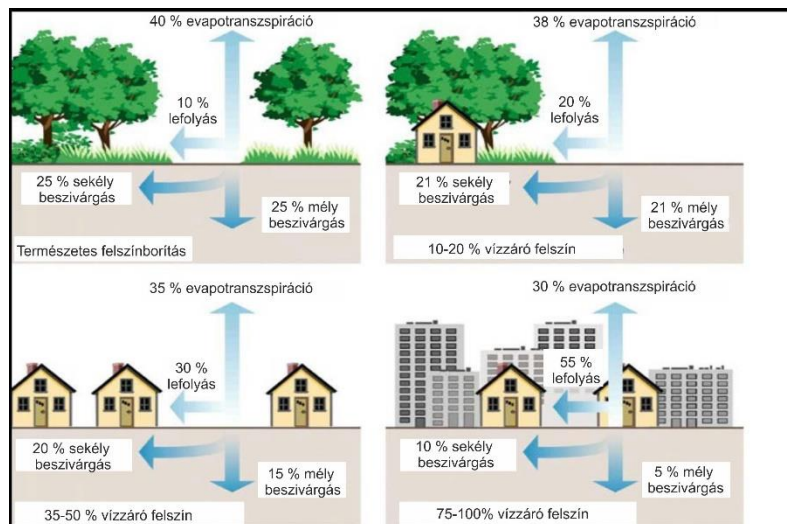 40 % evapotranszspiráció
10 %
lefolyás
25 % sekély
beszivárgás
25 % mély
beszivárgás
Természetes felszínborítás
38 % evapotranszspiráció
20 %
lefolyás
21 % sekély
beszivárgás
21 % mély
beszivárgás
10-20 % vízzáró felszín
35 % evapotranszspiráció
30 %
lefolyás
20 % sekély
beszivárgás
15 % mély
beszivárgás
35-50 % vízzáró felszín
30 % evapotranszspiráció
55 %
lefolyás
10 % sekély
beszivárgás
5 % mély
beszivárgás
75-100% vízzáró felszín